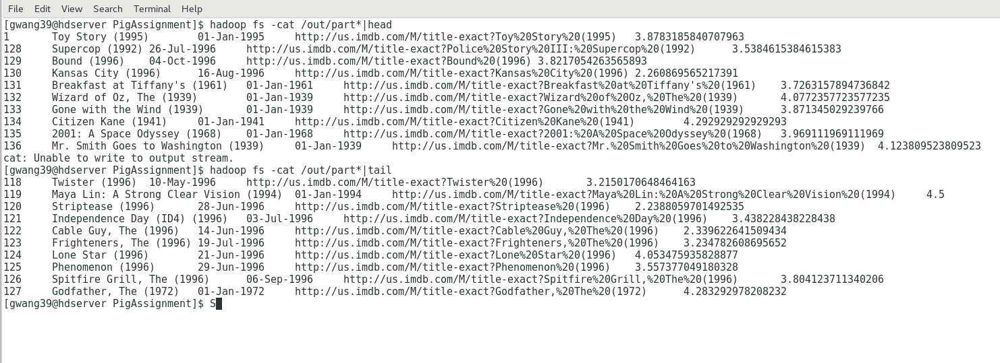 File Edit View Search Terminal Help
[gwang39@hdserver PigAssignment]$ hadoop fs -cat /out/part*|head
1 Toy Story (1995) 01-Jan-1995 http://us.imdb.com/M/title-exact?Toy%20Story%20(1995) 3.8783185840707963
128 Supercop (1992) 26-Jul-1996 http://us.imdb.com/M/title-exact?Police%20Story%20III:%20Supercop%20(1992) 3.5384615384615383
129 Bound (1996) 04-Oct-1996 http://us.imdb.com/M/title-exact?Bound%20(1996) 3.8217054263565893
130 Kansas City (1996) 16-Aug-1996 http://us.imdb.com/M/title-exact?Kansas%20City%20(1996) 2.260869565217391
131 Breakfast at Tiffany's (1961) 01-Jan-1961 http://us.imdb.com/M/title-exact?Breakfast%20at%20Tiffany's%20(1961) 3.7263157894736842
132 Wizard of Oz, The (1939) 01-Jan-1939 http://us.imdb.com/M/title-exact?Wizard%20of%20Oz,%20The%20(1939) 4.0772357723577235
133 Gone with the Wind (1939) 01-Jan-1939 http://us.imdb.com/M/title-exact?Gone%20with%20the%20Wind%20(1939) 3.871345029239766
134 Citizen Kane (1941) 01-Jan-1941 http://us.imdb.com/M/title-exact?Citizen%20Kane%20(1941) 4.292929292929293
135 2001: A Space Odyssey (1968) 01-Jan-1968 http://us.imdb.com/M/title-exact?2001:%20A%20Space%20Odyssey%20(1968) 3.969111969111969
136 Mr. Smith Goes to Washington (1939) 01-Jan-1939 http://us.imdb.com/M/title-exact?Mr.%20Smith%20Goes%20to%20Washington%20(1939) 4.123809523809523
cat: Unable to write to output stream.
[gwang39@hdserver PigAssignment]$ hadoop fs -cat /out/part*|tail
118 Twister (1996) 10-May-1996 http://us.imdb.com/M/title-exact?Twister%20(1996) 3.2150170648464163
119 Maya Lin: A Strong Clear Vision (1994) 01-Jan-1994 http://us.imdb.com/M/title-exact?Maya%20Lin:%20A%20Strong%20Clear%20Vision%20(1994) 4.5
120 Striptease (1996) 28-Jun-1996 http://us.imdb.com/M/title-exact?Striptease%20(1996) 2.2388059701492535
121 Independence Day (ID4) (1996) 03-Jul-1996 http://us.imdb.com/M/title-exact?Independence%20Day%20(1996) 3.438228438228438
122 Cable Guy, The (1996) 14-Jun-1996 http://us.imdb.com/M/title-exact?Cable%20Guy,%20The%20(1996) 2.339622641509434
123 Frighteners, The (1996) 19-Jul-1996 http://us.imdb.com/M/title-exact?Frighteners,%20The%20(1996) 3.234782608695652
124 Lone Star (1996) 21-Jun-1996 http://us.imdb.com/M/title-exact?Lone%20Star%20(1996) 4.053475935828877
125 Phenomenon (1996) 29-Jun-1996 http://us.imdb.com/M/title-exact?Phenomenon%20(1996) 3.557377049180328
126 Spitfire Grill, The (1996) 06-Sep-1996 http://us.imdb.com/M/title-exact?Spitfire%20Grill,%20The%20(1996) 3.804123711340206
127 Godfather, The (1972) 01-Jan-1972 http://us.imdb.com/M/title-exact?Godfather,%20The%20(1972) 4.283292978208232
[gwang39@hdserver PigAssignment]$ S